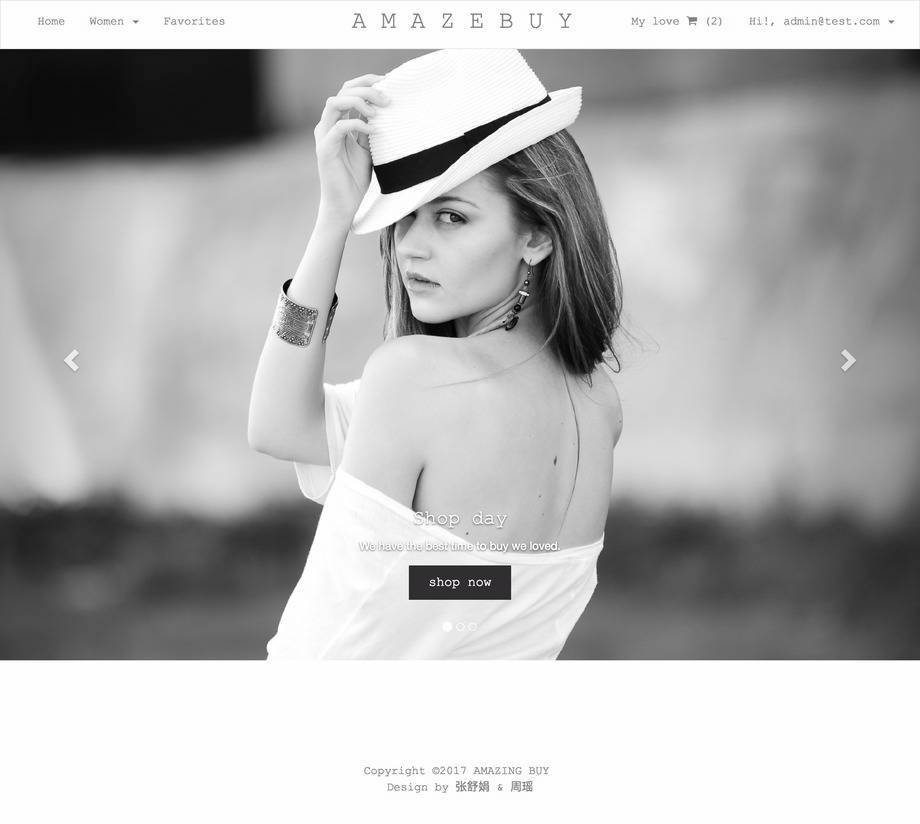 Home Women Favorites A M A Z E B U Y My love (2) Hi!, admin@test.com
Shop day
We have the best time to buy we loved.
shop now
Copyright ©2017 AMAZING BUY
Design by 张舒娟 & 周瑶